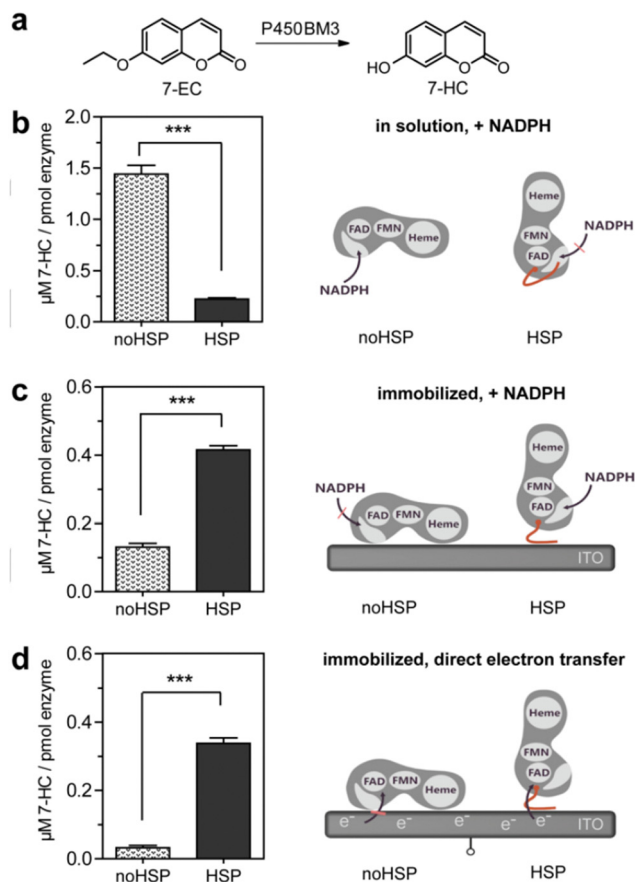 a
P450BM3
O
O
O
HO
O
O
7-EC
7-HC
b
in solution, + NADPH
µM 7-HC / pmol enzyme
2.0
1.5
1.0
0.5
0.0
***
noHSP
HSP
FAD
FMN
Heme
NADPH
noHSP
Heme
FMN
FAD
NADPH
HSP
c
immobilized, + NADPH
µM 7-HC / pmol enzyme
0.6
0.4
0.2
0.0
***
noHSP
HSP
NADPH
FAD
FMN
Heme
Heme
FMN
FAD
NADPH
ITO
noHSP
HSP
d
immobilized, direct electron transfer
µM 7-HC / pmol enzyme
0.6
0.4
0.2
0.0
***
noHSP
HSP
FAD
FMN
Heme
Heme
FMN
FAD
e⁻
e⁻
e⁻
e⁻
e⁻
ITO
noHSP
HSP